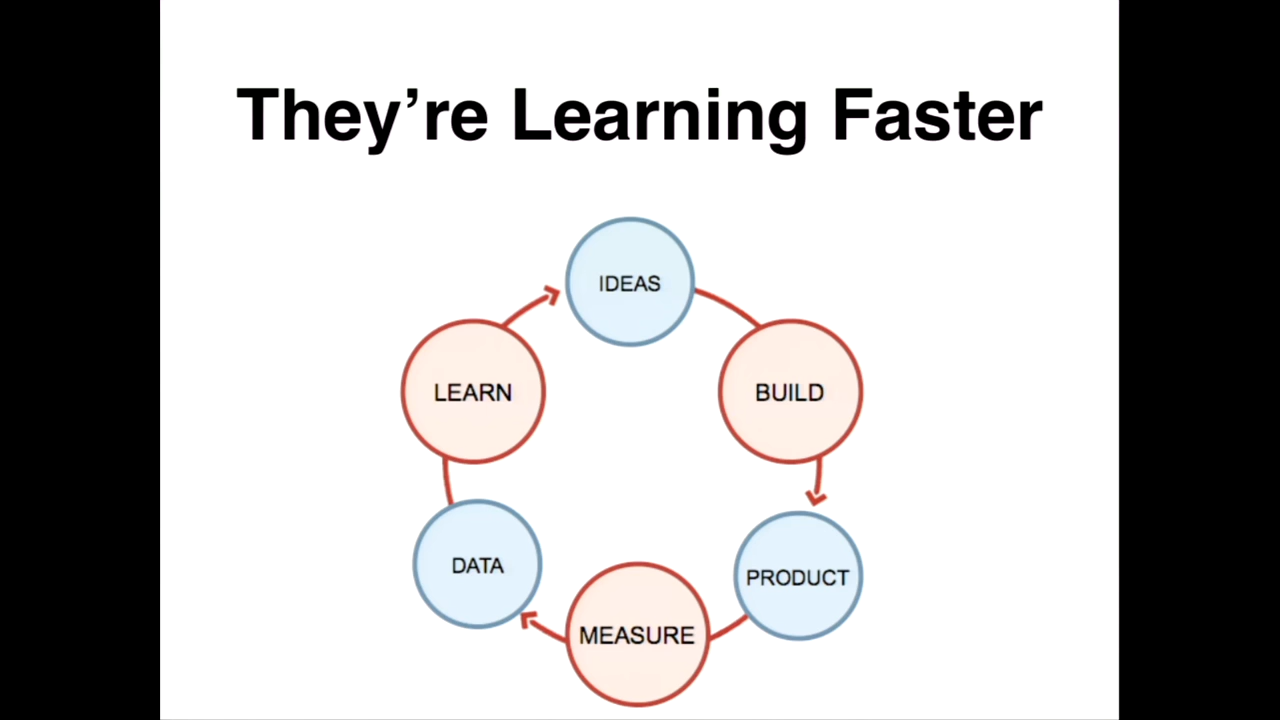 They’re Learning Faster
IDEAS
LEARN
BUILD
DATA
PRODUCT
MEASURE